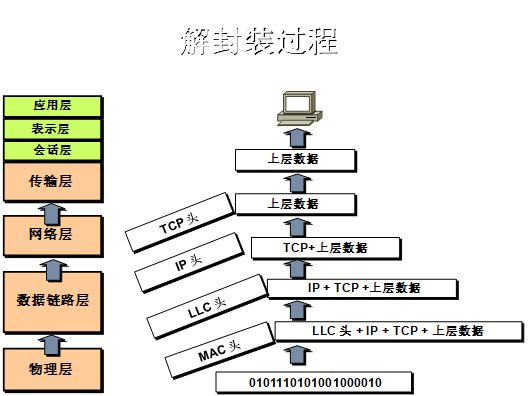 解封装过程
应用层
表示层
会话层
传输层
网络层
数据链路层
物理层
上层数据
上层数据
TCP头
TCP+上层数据
IP 头
IP + TCP +上层数据
LLC 头
LLC 头 + IP + TCP + 上层数据
MAC 头
0101110101001000010